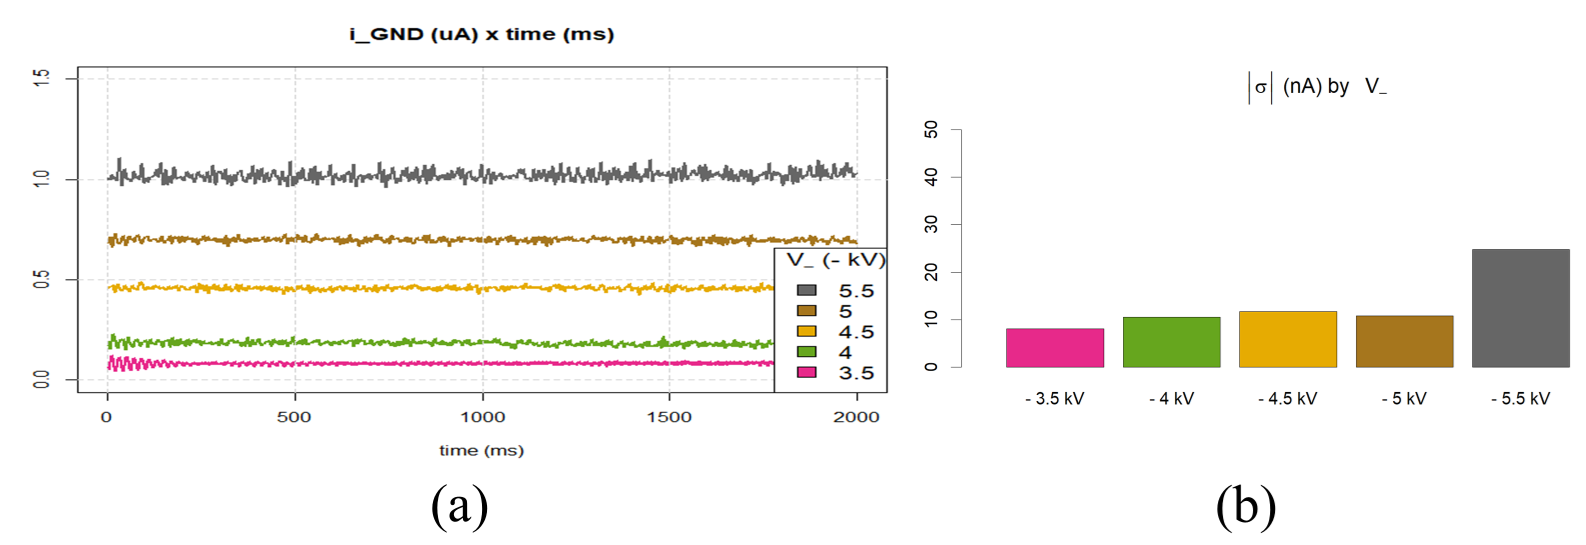 i_GND (uA) x time (ms)
1.5
1.0
0.5
0.0
0 500 1000 1500 2000
time (ms)
V_ (- kV)
5.5
5
4.5
4
3.5
(a)
|σ| (nA) by V_
50
40
30
20
10
0
- 3.5 kV - 4 kV - 4.5 kV - 5 kV - 5.5 kV
(b)